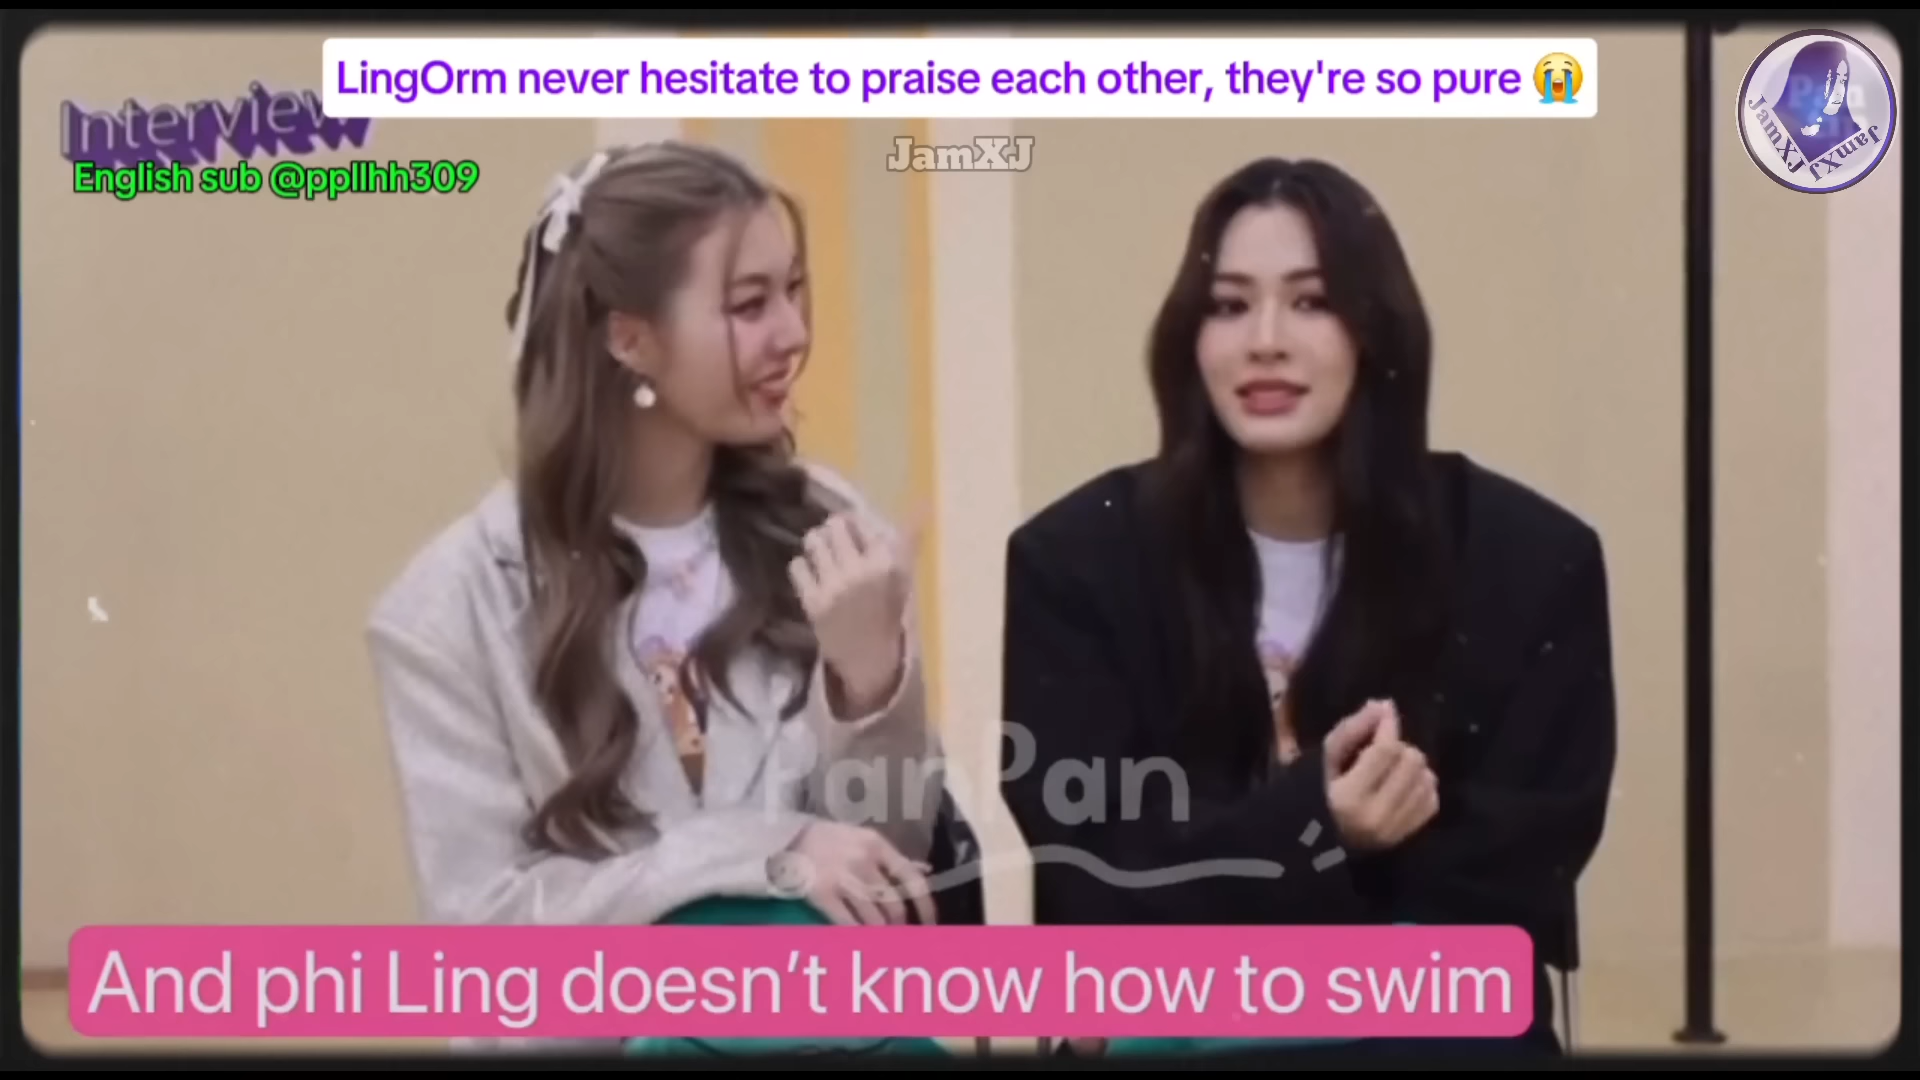 LingOrm never hesitate to praise each other, they're so pure 😭
Interview
English sub @ppllhh309
JamXJ
JamXJ JamXJ
PanPan
And phi Ling doesn’t know how to swim